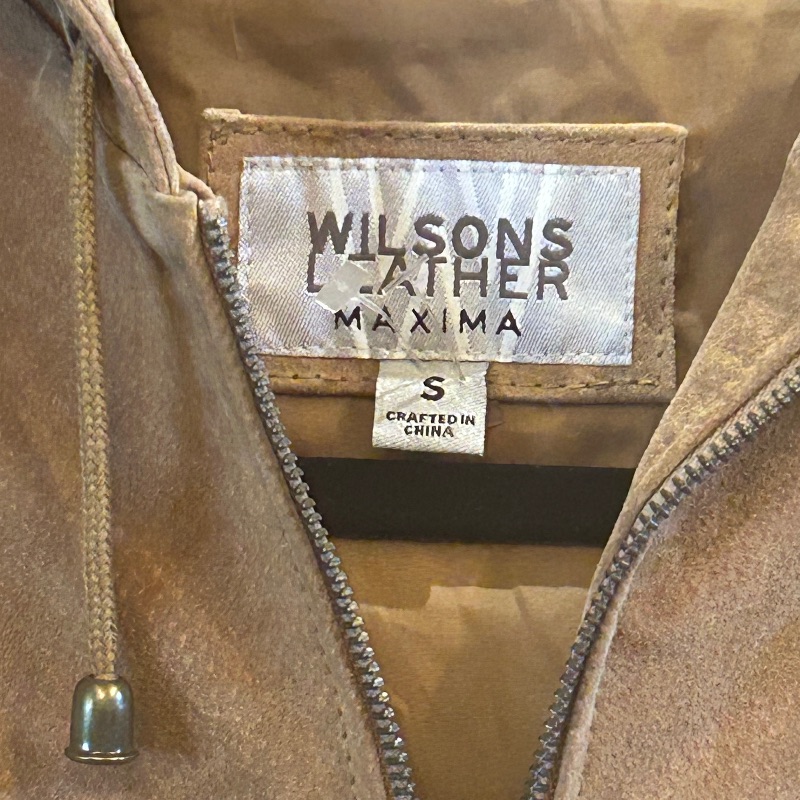 WILSONS
LEATHER
MAXIMA
S
CRAFTED IN
CHINA